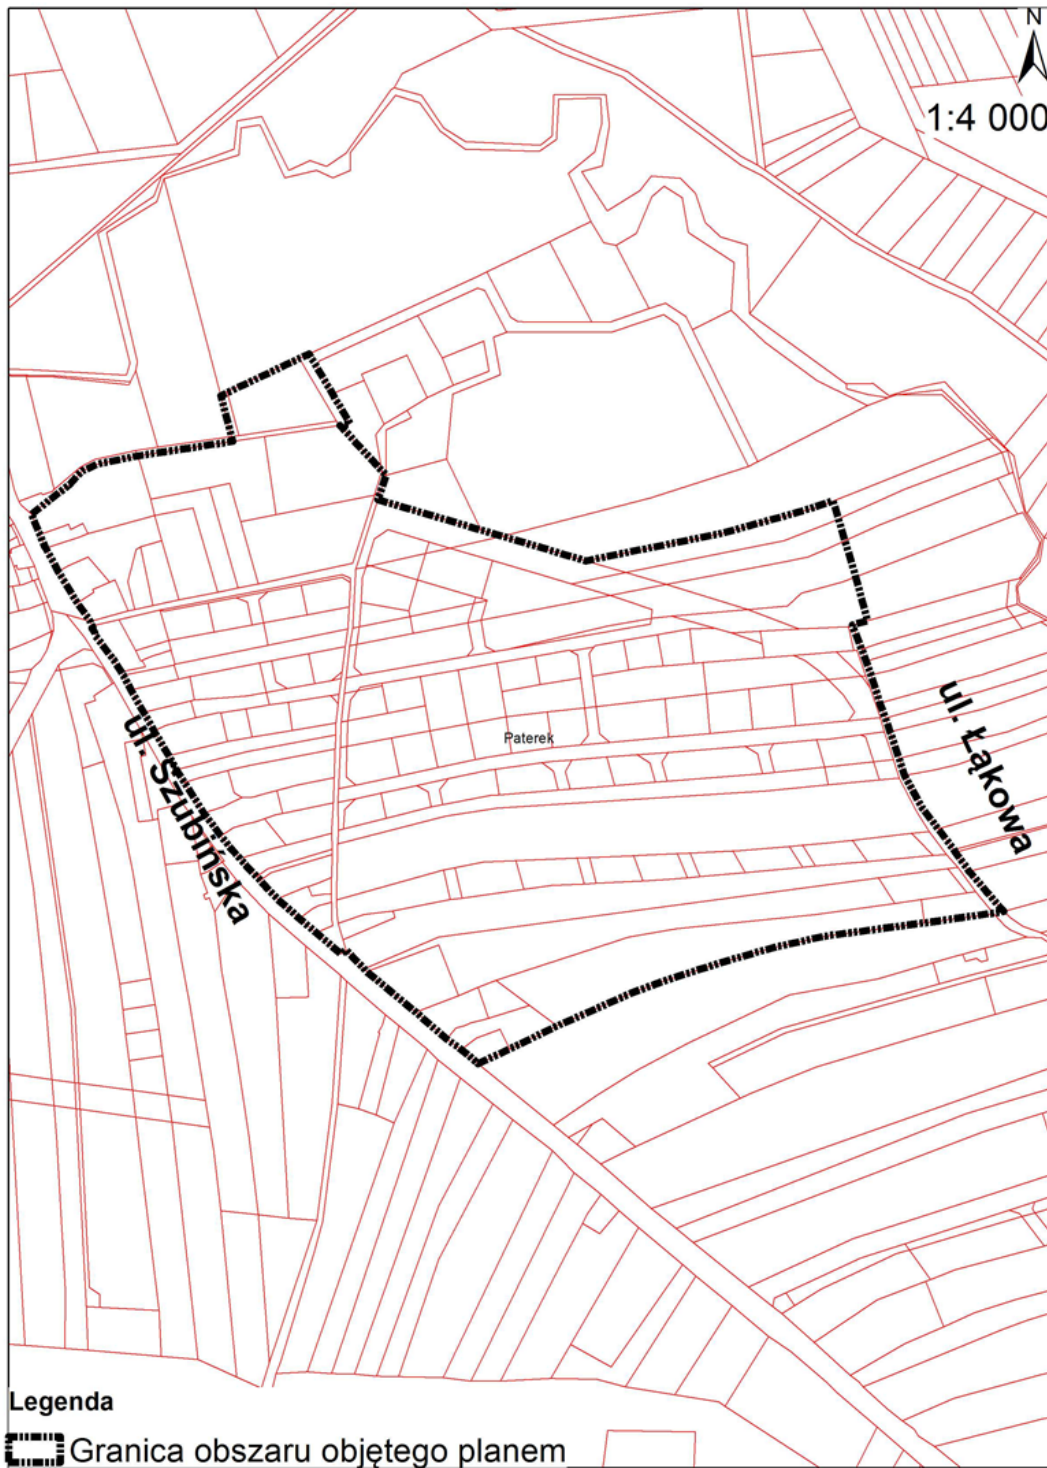 N
1:4 000
ul. Łąkowa
Paterek
ul. Szubińska
Legenda
Granica obszaru objętego planem